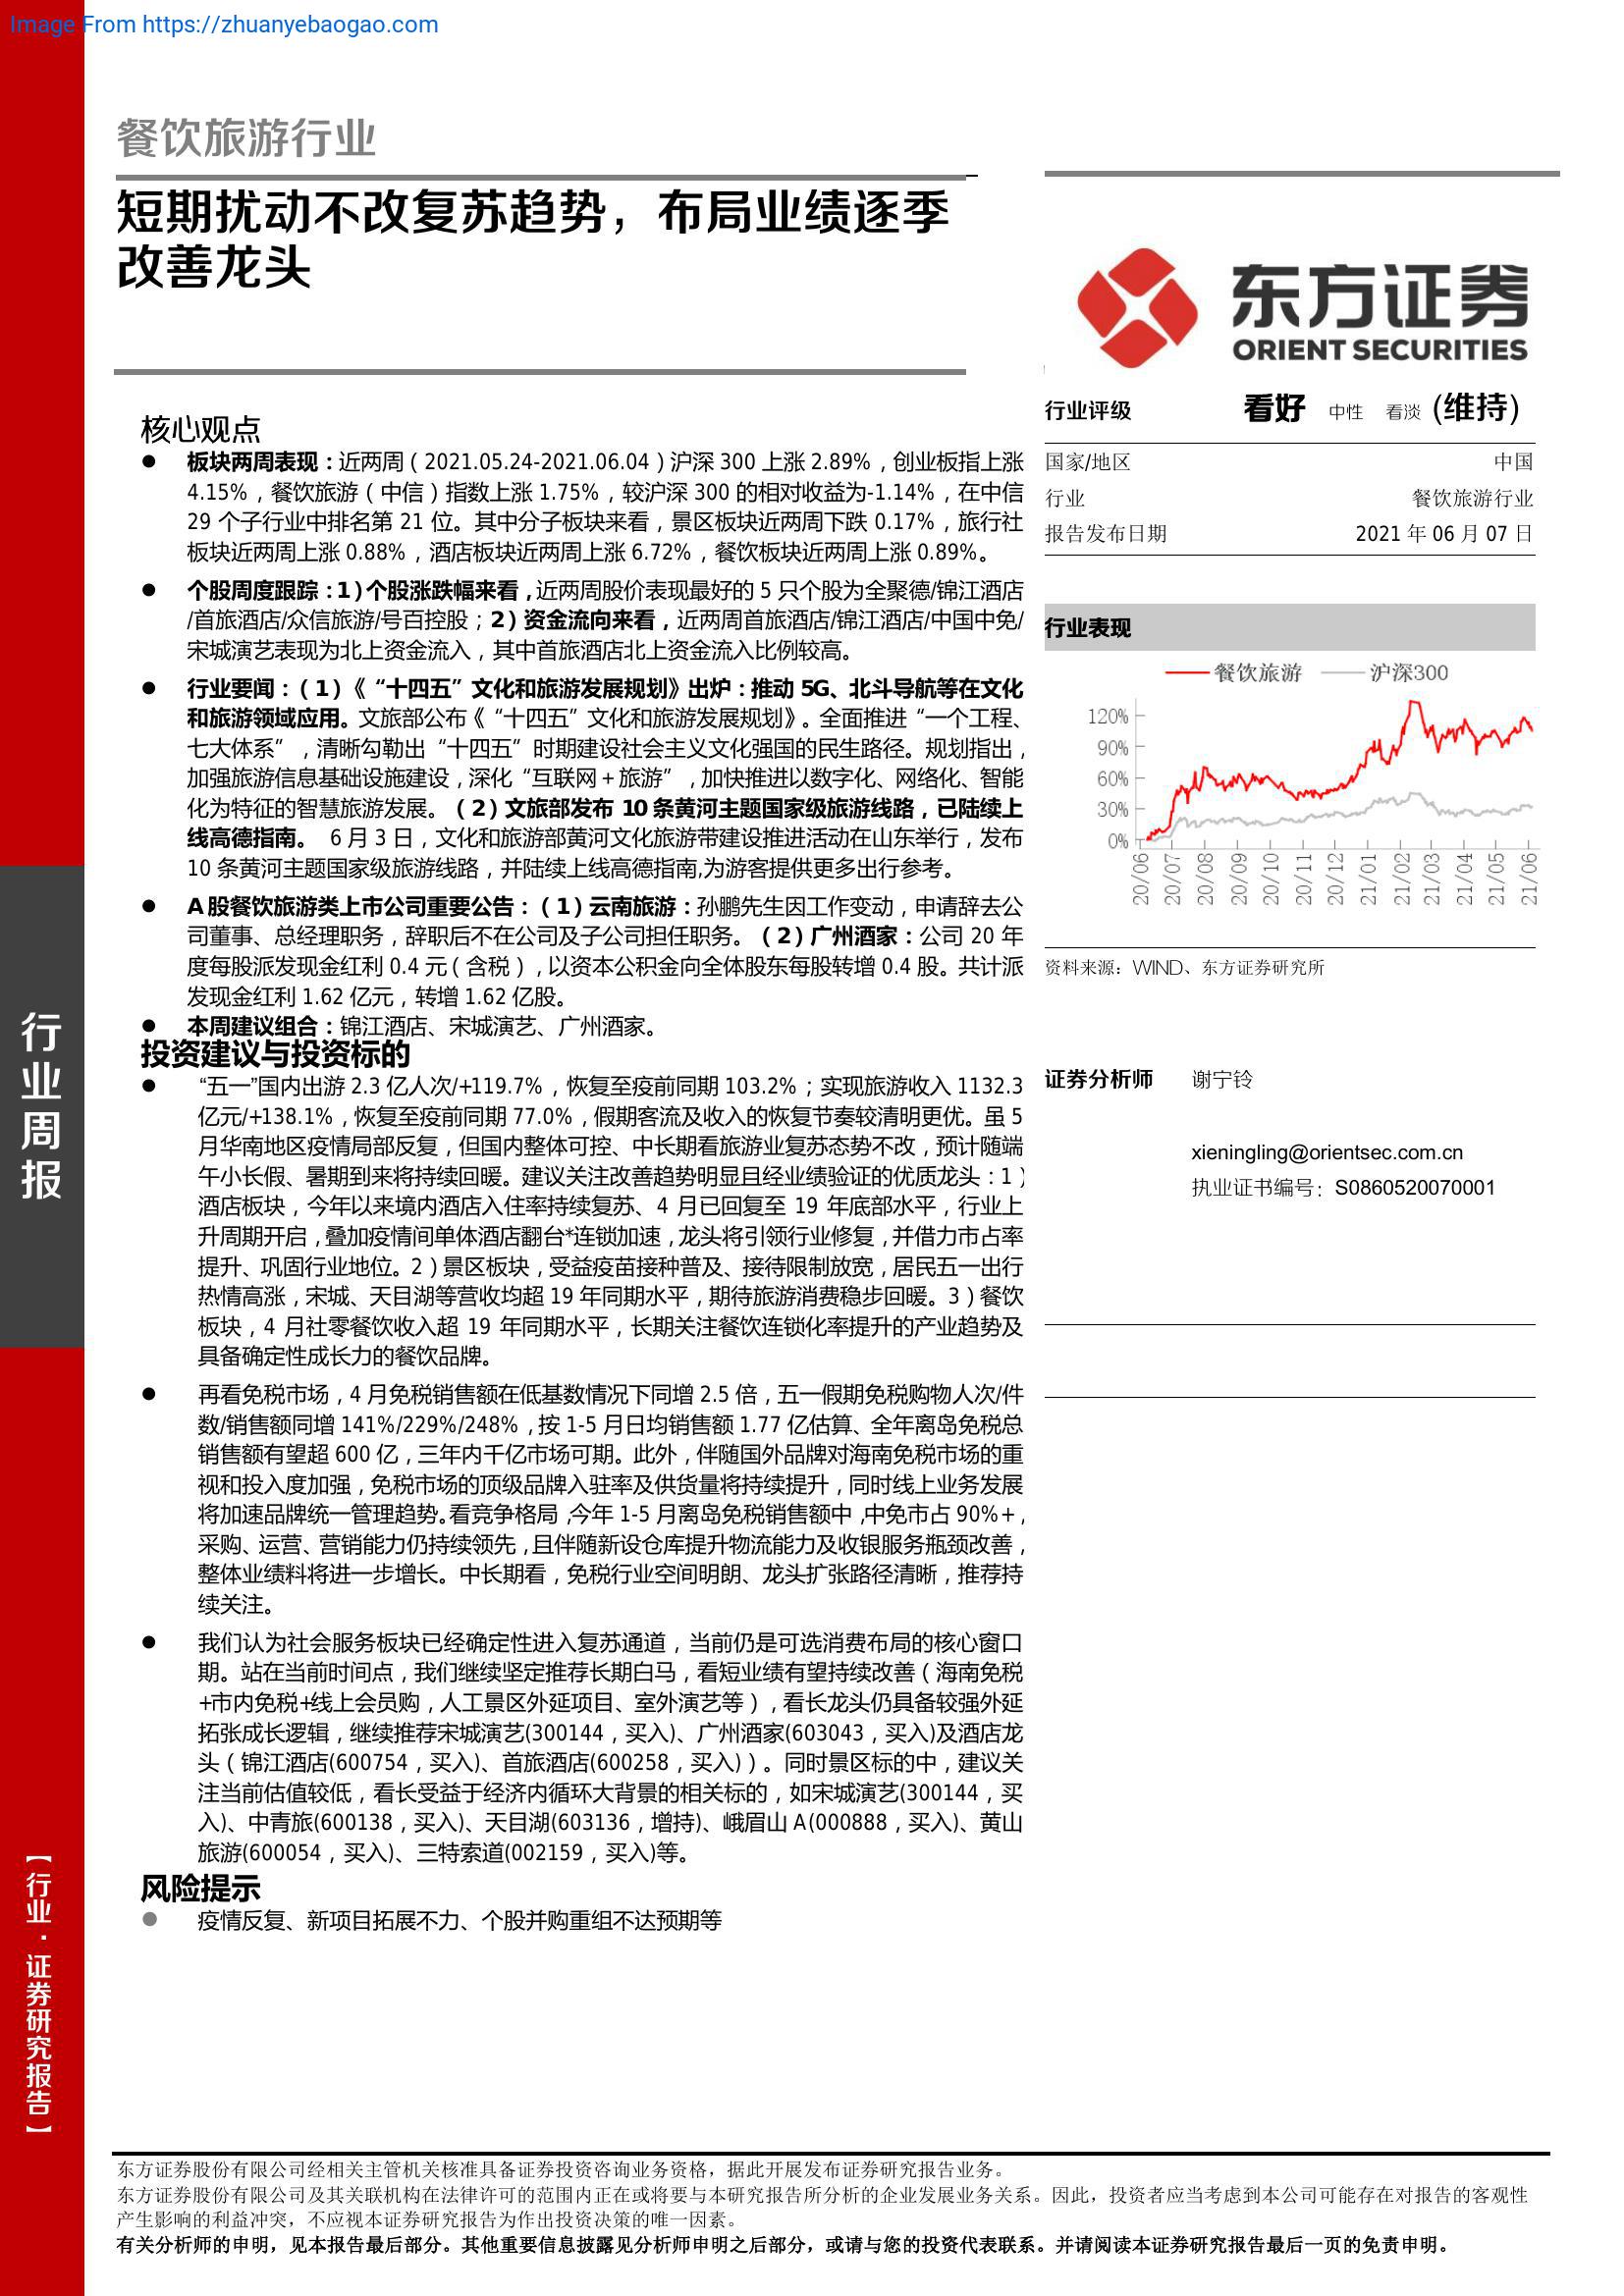 Image From https://zhuanyebaogao.com
餐饮旅游行业
短期扰动不改复苏趋势，布局业绩逐季
改善龙头
核心观点
● 板块两周表现：近两周（2021.05.24-2021.06.04）沪深 300 上涨 2.89%，创业板指上涨
4.15%，餐饮旅游（中信）指数上涨 1.75%，较沪深 300 的相对收益为-1.14%，在中信
29 个子行业中排名第 21 位。其中分子板块来看，景区板块近两周下跌 0.17%，旅行社
板块近两周上涨 0.88%，酒店板块近两周上涨 6.72%，餐饮板块近两周上涨 0.89%。
● 个股周度跟踪：1）个股涨跌幅来看，近两周股价表现最好的 5 只个股为全聚德/锦江酒店
/首旅酒店/众信旅游/号百控股；2）资金流向来看，近两周首旅酒店/锦江酒店/中国中免/
宋城演艺表现为北上资金流入，其中首旅酒店北上资金流入比例较高。
● 行业要闻：（1）《“十四五”文化和旅游发展规划》出炉：推动 5G、北斗导航等在文化
和旅游领域应用。文旅部公布《“十四五”文化和旅游发展规划》。全面推进“一个工程、
七大体系”，清晰勾勒出“十四五”时期建设社会主义文化强国的民生路径。规划指出，
加强旅游信息基础设施建设，深化“互联网+旅游”，加快推进以数字化、网络化、智能
化为特征的智慧旅游发展。（2）文旅部发布 10 条黄河主题国家级旅游线路，已陆续上
线高德指南。 6 月 3 日，文化和旅游部黄河文化旅游带建设推进活动在山东举行，发布
10 条黄河主题国家级旅游线路，并陆续上线高德指南,为游客提供更多出行参考。
● A 股餐饮旅游类上市公司重要公告：（1）云南旅游：孙鹏先生因工作变动，申请辞去公
司董事、总经理职务，辞职后不在公司及子公司担任职务。（2）广州酒家：公司 20 年
度每股派发现金红利 0.4 元（含税），以资本公积金向全体股东每股转增 0.4 股。共计派
发现金红利 1.62 亿元，转增 1.62 亿股。
● 本周建议组合：锦江酒店、宋城演艺、广州酒家。
投资建议与投资标的
● “五一”国内出游 2.3 亿人次/+119.7%，恢复至疫前同期 103.2%；实现旅游收入 1132.3
亿元/+138.1%，恢复至疫前同期 77.0%，假期客流及收入的恢复节奏较清明更优。虽 5
月华南地区疫情局部反复，但国内整体可控、中长期看旅游业复苏态势不改，预计随端
午小长假、暑期到来将持续回暖。建议关注改善趋势明显且经业绩验证的优质龙头：1）
酒店板块，今年以来境内酒店入住率持续复苏、4 月已回复至 19 年底部水平，行业上
升周期开启，叠加疫情间单体酒店翻台*连锁加速，龙头将引领行业修复，并借力市占率
提升、巩固行业地位。2）景区板块，受益疫苗接种普及、接待限制放宽，居民五一出行
热情高涨，宋城、天目湖等营收均超 19 年同期水平，期待旅游消费稳步回暖。3）餐饮
板块，4 月社零餐饮收入超 19 年同期水平，长期关注餐饮连锁化率提升的产业趋势及
具备确定性成长力的餐饮品牌。
● 再看免税市场，4 月免税销售额在低基数情况下同增 2.5 倍，五一假期免税购物人次/件
数/销售额同增 141%/229%/248%，按 1-5 月日均销售额 1.77 亿估算、全年离岛免税总
销售额有望超 600 亿，三年内千亿市场可期。此外，伴随国外品牌对海南免税市场的重
视和投入度加强，免税市场的顶级品牌入驻率及供货量将持续提升，同时线上业务发展
将加速品牌统一管理趋势。看竞争格局，今年 1-5 月离岛免税销售额中，中免市占 90%+，
采购、运营、营销能力仍持续领先，且伴随新设仓库提升物流能力及收银服务瓶颈改善，
整体业绩料将进一步增长。中长期看，免税行业空间明朗、龙头扩张路径清晰，推荐持
续关注。
● 我们认为社会服务板块已经确定性进入复苏通道，当前仍是可选消费布局的核心窗口
期。站在当前时间点，我们继续坚定推荐长期白马，看短业绩有望持续改善（海南免税
+市内免税+线上会员购，人工景区外延项目、室外演艺等），看长龙头仍具备较强外延
拓张成长逻辑，继续推荐宋城演艺(300144，买入)、广州酒家(603043，买入)及酒店龙
头（锦江酒店(600754，买入)、首旅酒店(600258，买入)）。同时景区标的中，建议关
注当前估值较低，看长受益于经济内循环大背景的相关标的，如宋城演艺(300144，买
入)、中青旅(600138，买入)、天目湖(603136，增持)、峨眉山 A(000888，买入)、黄山
旅游(600054，买入)、三特索道(002159，买入)等。
风险提示
● 疫情反复、新项目拓展不力、个股并购重组不达预期等
东方证券
ORIENT SECURITIES
行业评级 看好 中性 看淡 (维持)
国家/地区 中国
行业 餐饮旅游行业
报告发布日期 2021 年 06 月 07 日
行业表现
餐饮旅游 沪深300
120%
90%
60%
30%
0%
20/06 20/07 20/08 20/09 20/10 20/11 20/12 21/01 21/02 21/03 21/04 21/05 21/06
资料来源：WIND、东方证券研究所
证券分析师 谢宁铃
xieningling@orientsec.com.cn
执业证书编号：S0860520070001
行业周报
【行业·证券研究报告】
东方证券股份有限公司经相关主管机关核准具备证券投资咨询业务资格，据此开展发布证券研究报告业务。
东方证券股份有限公司及其关联机构在法律许可的范围内正在或将要与本研究报告所分析的企业发展业务关系。因此，投资者应当考虑到本公司可能存在对报告的客观性
产生影响的利益冲突，不应视本证券研究报告为作出投资决策的唯一因素。
有关分析师的申明，见本报告最后部分。其他重要信息披露见分析师申明之后部分，或请与您的投资代表联系。并请阅读本证券研究报告最后一页的免责申明。